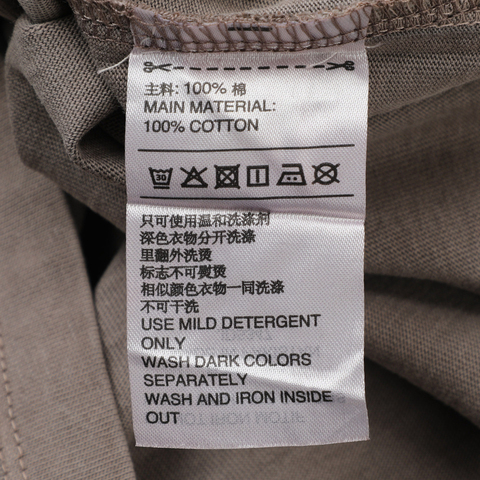 主料: 100% 棉
MAIN MATERIAL:
100% COTTON
30
只可使用温和洗涤剂
深色衣物分开洗涤
里翻外洗烫
标志不可熨烫
相似颜色衣物一同洗涤
不可干洗
USE MILD DETERGENT
ONLY
WASH DARK COLORS
SEPARATELY
WASH AND IRON INSIDE
OUT